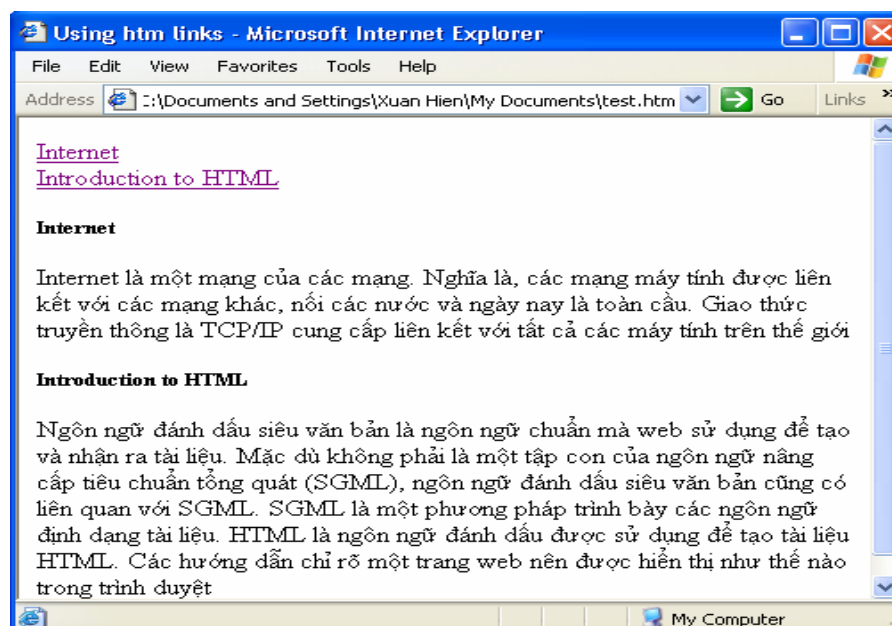 Using htm links - Microsoft Internet Explorer
File Edit View Favorites Tools Help
Address :\Documents and Settings\Xuan Hien\My Documents\test.htm Go Links »
Internet
Introduction to HTML
Internet
Internet là một mạng của các mạng. Nghĩa là, các mạng máy tính được liên
kết với các mạng khác, nối các nước và ngày nay là toàn cầu. Giao thức
truyền thông là TCP/IP cung cấp liên kết với tất cả các máy tính trên thế giới
Introduction to HTML
Ngôn ngữ đánh dấu siêu văn bản là ngôn ngữ chuẩn mà web sử dụng để tạo
và nhận ra tài liệu. Mặc dù không phải là một tập con của ngôn ngữ nâng
cấp tiêu chuẩn tổng quát (SGML), ngôn ngữ đánh dấu siêu văn bản cũng có
liên quan với SGML. SGML là một phương pháp trình bày các ngôn ngữ
định dạng tài liệu. HTML là ngôn ngữ đánh dấu được sử dụng để tạo tài liệu
HTML. Các hướng dẫn chỉ rõ một trang web nên được hiển thị như thế nào
trong trình duyệt
My Computer